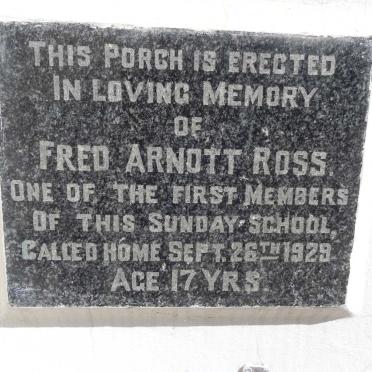 THIS PORCH IS ERECTED
IN LOVING MEMORY
OF
FRED ARNOTT ROSS.
ONE OF THE FIRST MEMBERS
OF THIS SUNDAY SCHOOL,
CALLED HOME SEPT. 26TH 1929
AGE 17 YRS.